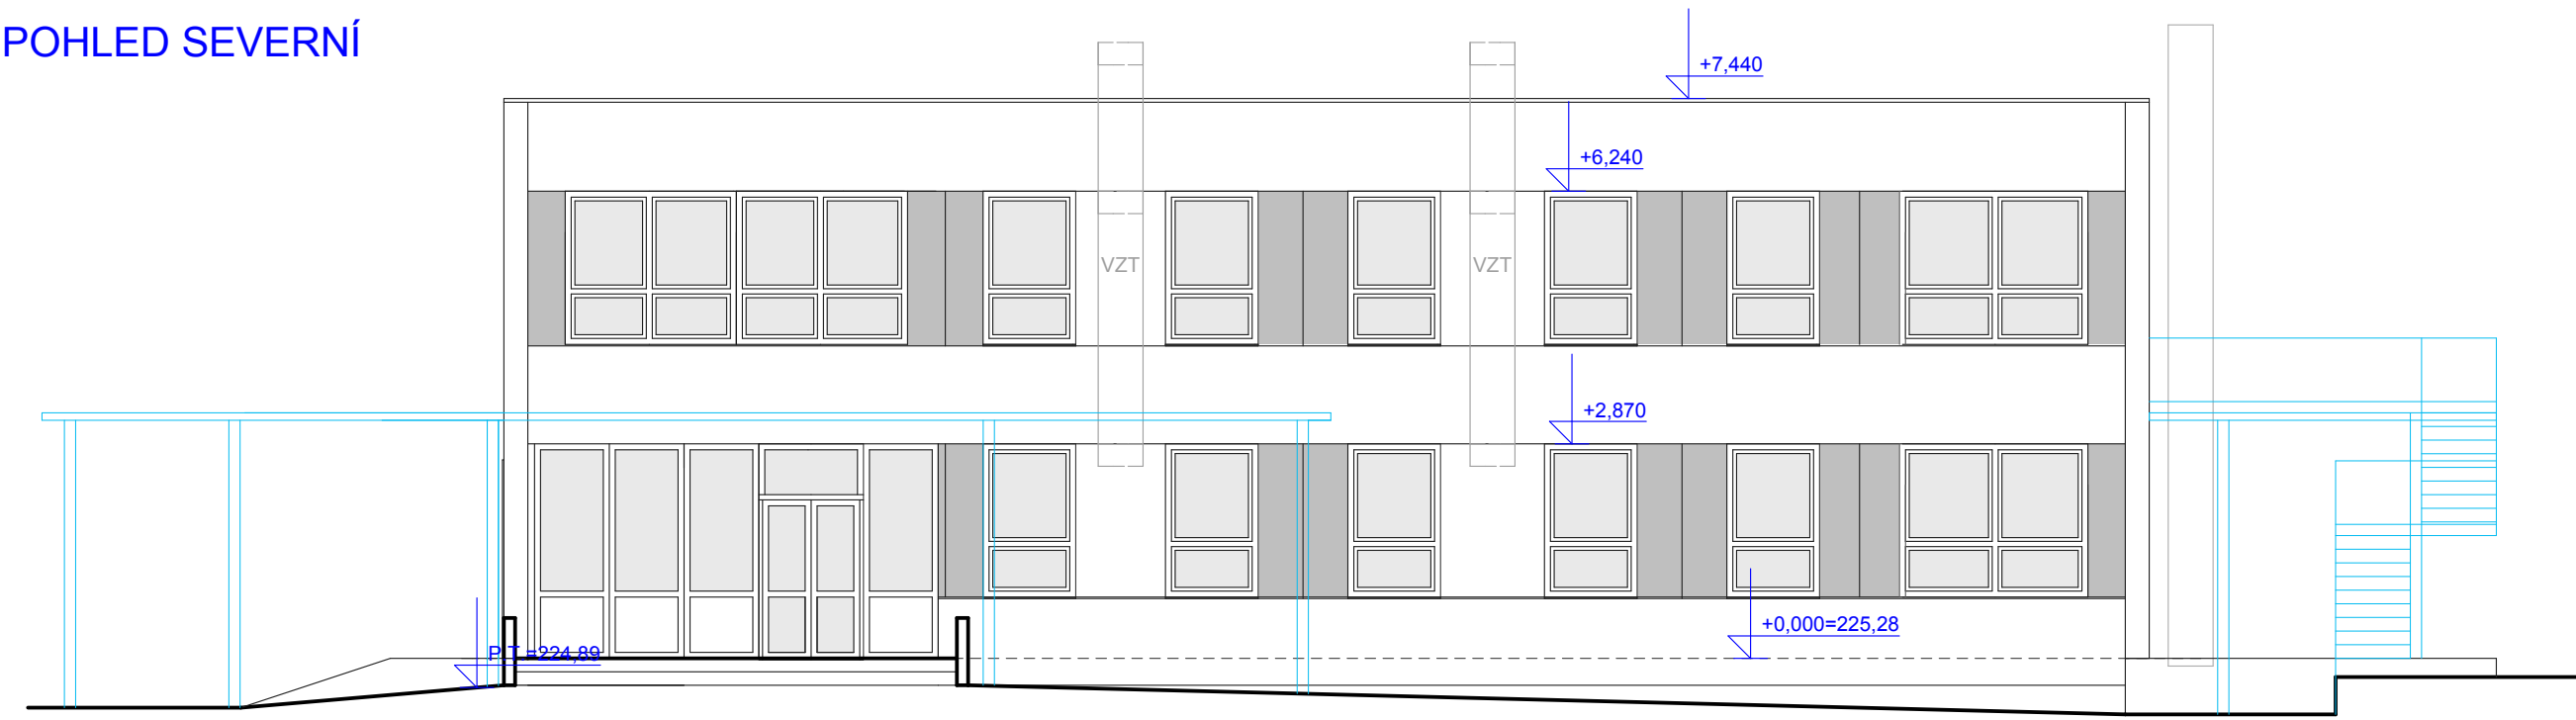 POHLED SEVERNÍ
+7,440
+6,240
VZT
VZT
+2,870
+0,000=225,28
P.T.=224,89